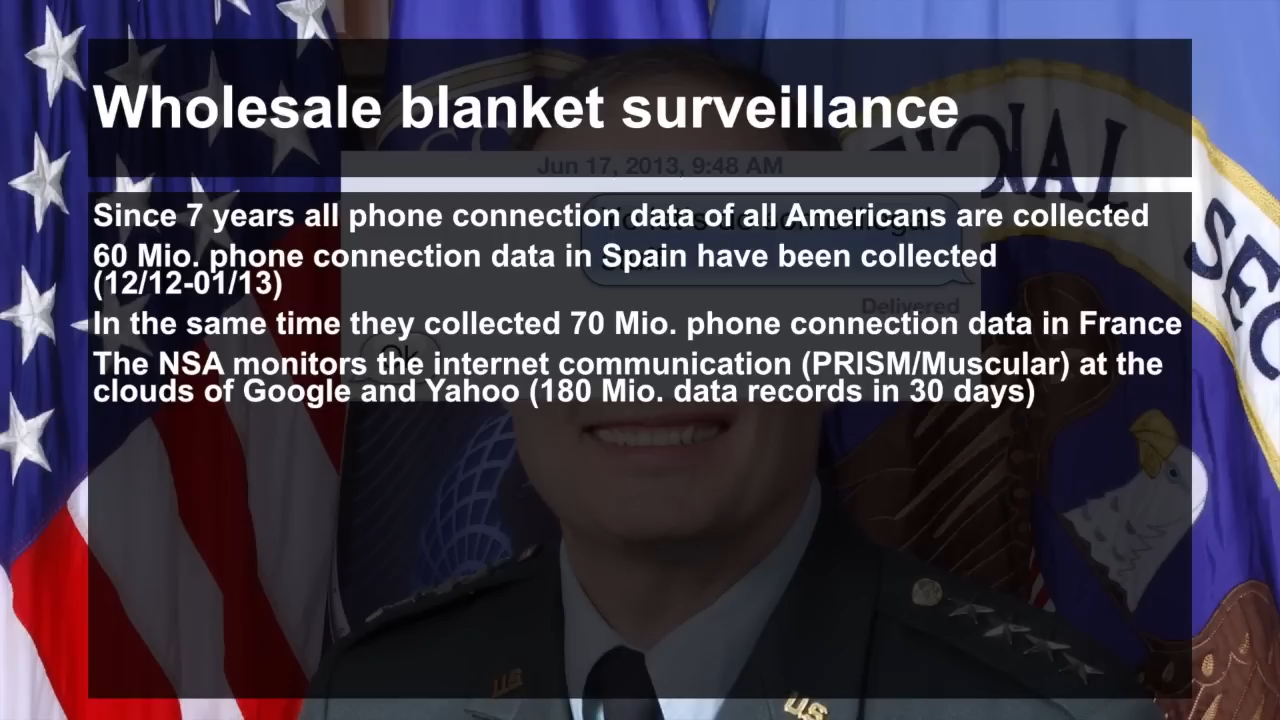 Wholesale blanket surveillance
Jun 17, 2013, 9:48 AM
Since 7 years all phone connection data of all Americans are collected
60 Mio. phone connection data in Spain have been collected
(12/12-01/13)
Delivered
In the same time they collected 70 Mio. phone connection data in France
Ok
The NSA monitors the internet communication (PRISM/Muscular) at the
clouds of Google and Yahoo (180 Mio. data records in 30 days)
SEC
U.S
U.S